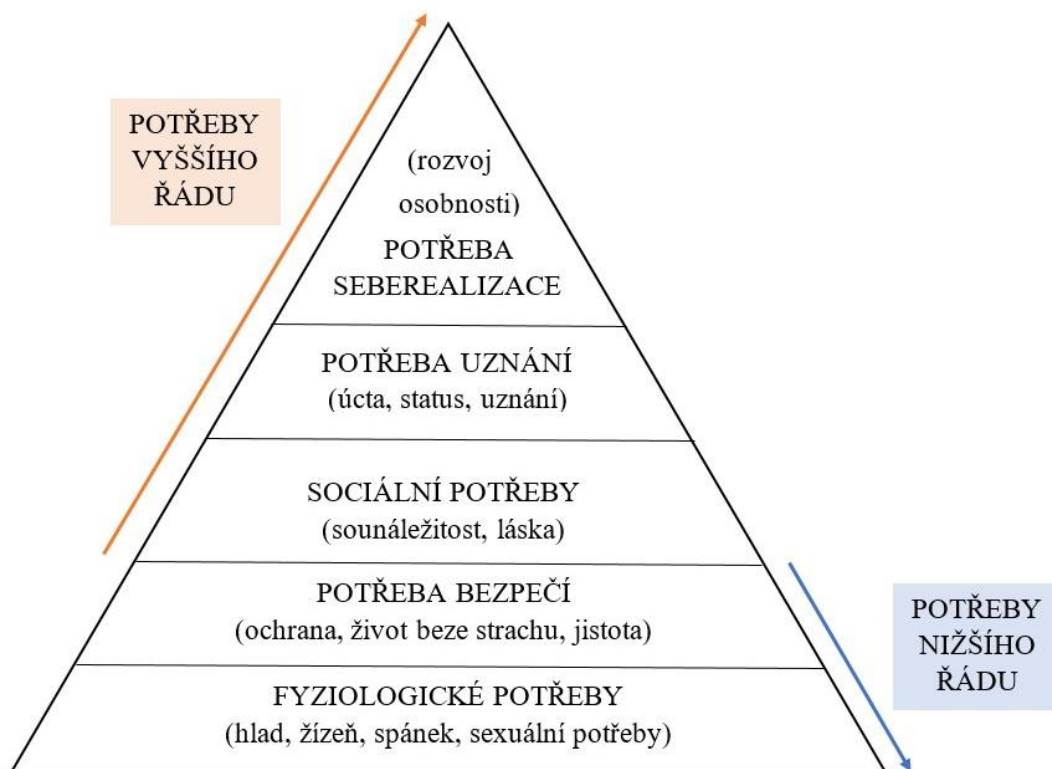 POTŘEBY
VYŠŠÍHO
ŘÁDU
(rozvoj
osobnosti)
POTŘEBA
SEBEREALIZACE
POTŘEBA UZNÁNÍ
(úcta, status, uznání)
SOCIÁLNÍ POTŘEBY
(sounáležitost, láska)
POTŘEBA BEZPEČÍ
(ochrana, život beze strachu, jistota)
POTŘEBY
NIŽŠÍHO
ŘÁDU
FYZIOLOGICKÉ POTŘEBY
(hlad, žízeň, spánek, sexuální potřeby)